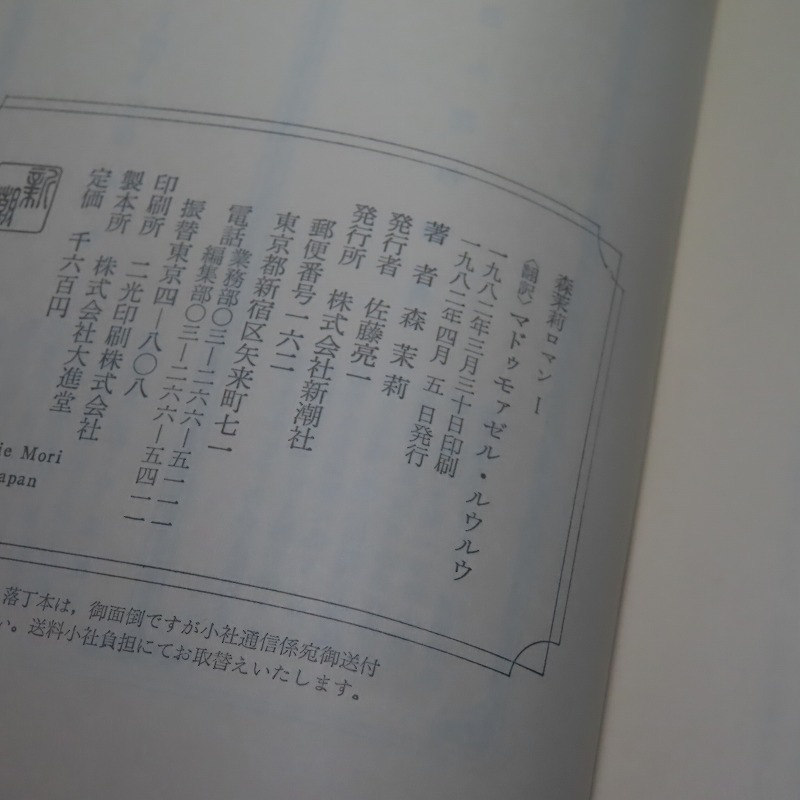 森茉莉ロマン I
〈翻訳〉マドゥモァゼル・ルウルウ
一九八二年三月三十日印刷
一九八二年四月 五 日発行
著 者 森 茉 莉
発行者 佐藤亮一
発行所 株式会社新潮社
郵便番号一六二
東京都新宿区矢来町七一
電話業務部〇三―二六六―五一一一
編集部〇三―二六六―五四一一
振替東京四―八〇八
印刷所 二光印刷株式会社
製本所 株式会社大進堂
定価 千六百円
新潮
ie Mori
apan
落丁本は，御面倒ですが小社通信係宛御送付
い。送料小社負担にてお取替えいたします。